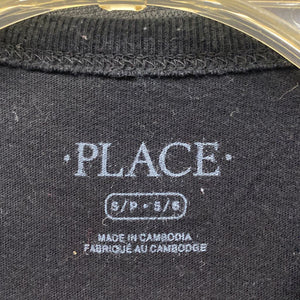 ·PLACE·
S/P · 5/6
MADE IN CAMBODIA
FABRIQUÉ AU CAMBODGE